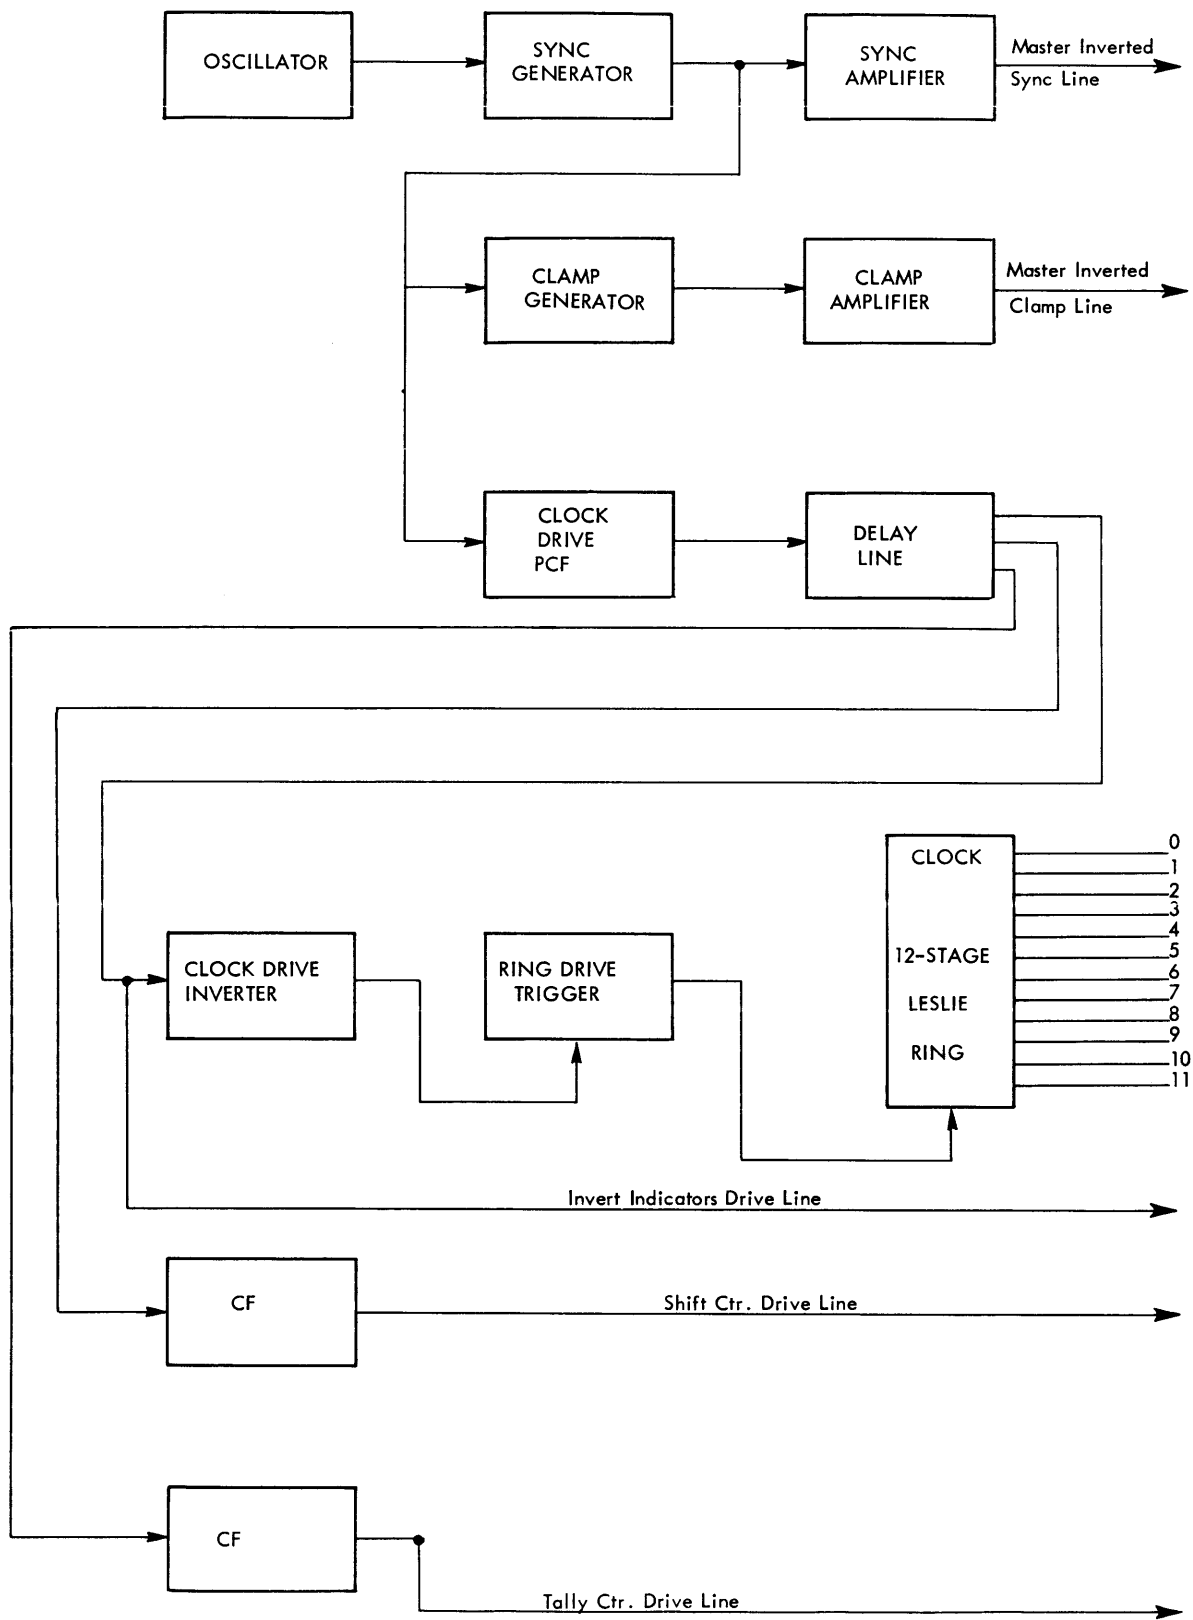 OSCILLATOR
SYNC
GENERATOR
SYNC
AMPLIFIER
Master Inverted
Sync Line
CLAMP
GENERATOR
CLAMP
AMPLIFIER
Master Inverted
Clamp Line
CLOCK
DRIVE
PCF
DELAY
LINE
CLOCK DRIVE
INVERTER
RING DRIVE
TRIGGER
CLOCK
12-STAGE
LESLIE
RING
0
1
2
3
4
5
6
7
8
9
10
11
Invert Indicators Drive Line
CF
Shift Ctr. Drive Line
CF
Tally Ctr. Drive Line